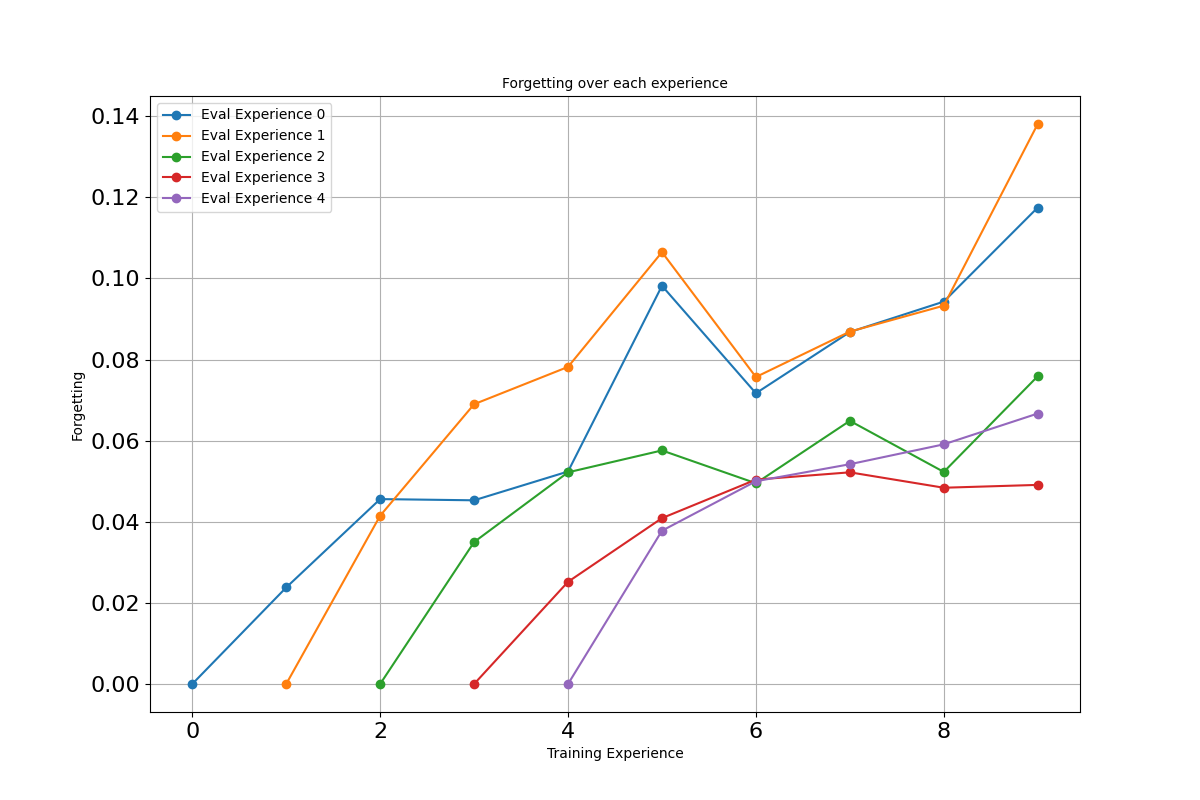 Forgetting over each experience
Eval Experience 0
Eval Experience 1
Eval Experience 2
Eval Experience 3
Eval Experience 4
0.14
0.12
0.10
0.08
0.06
0.04
0.02
0.00
Forgetting
0 2 4 6 8
Training Experience